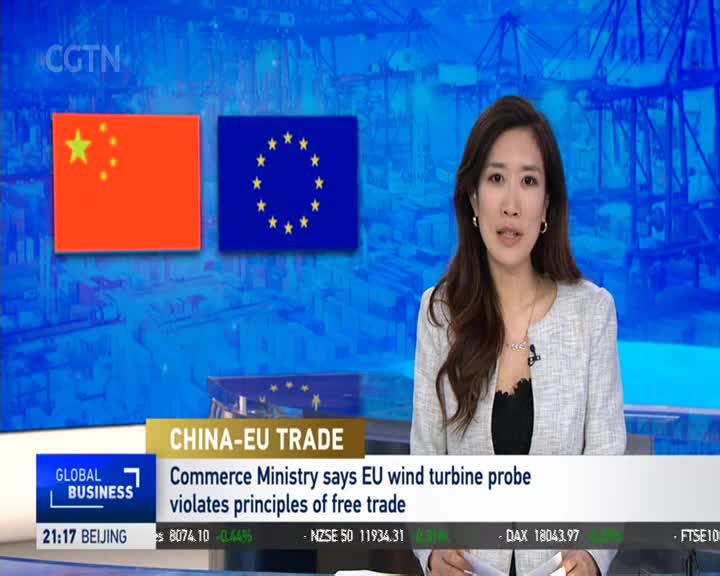 CGTN
CHINA-EU TRADE
Commerce Ministry says EU wind turbine probe
violates principles of free trade
GLOBAL
BUSINESS
21:17 BEIJING
8074.10 -0.44% · NZSE 50 11934.31 · DAX 18043.97 · FTSE10